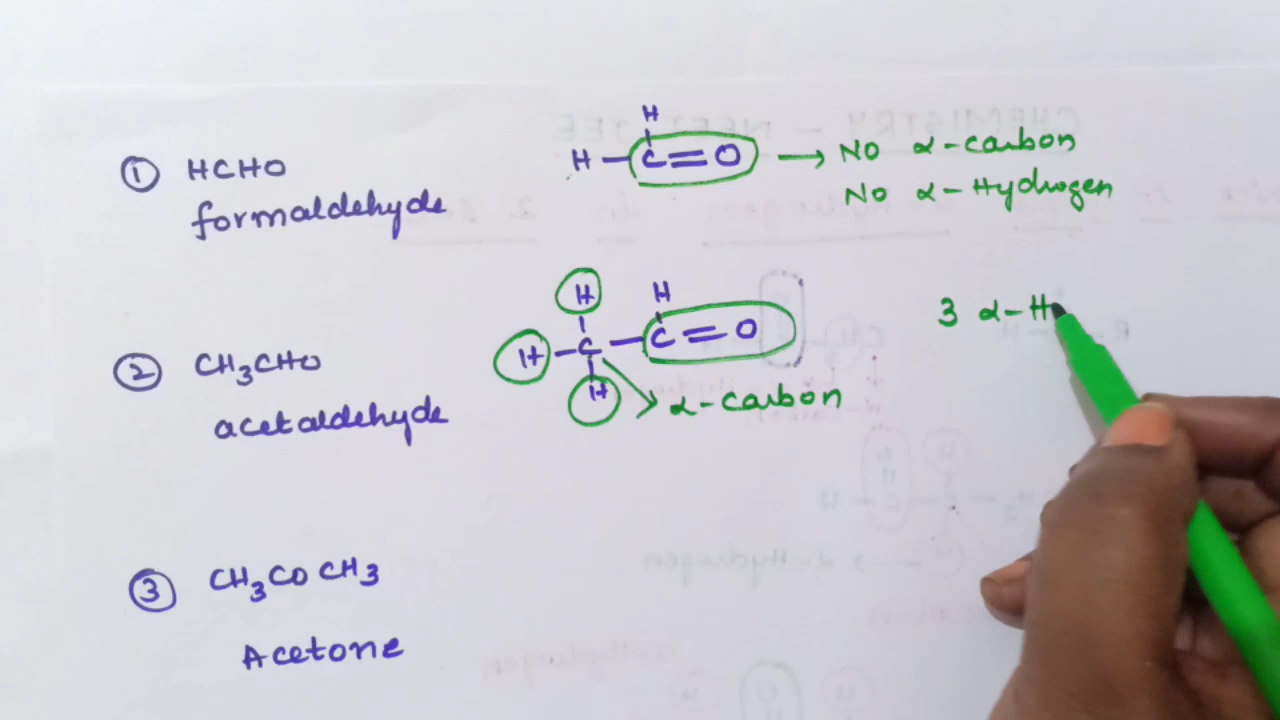 ① HCHO
formaldehyde
H
H — C = O → NO α-carbon
NO α-Hydrogen
② CH₃CHO
acetaldehyde
H H
H — C — C = O
H
α-carbon
3 α-H
③ CH₃COCH₃
Acetone